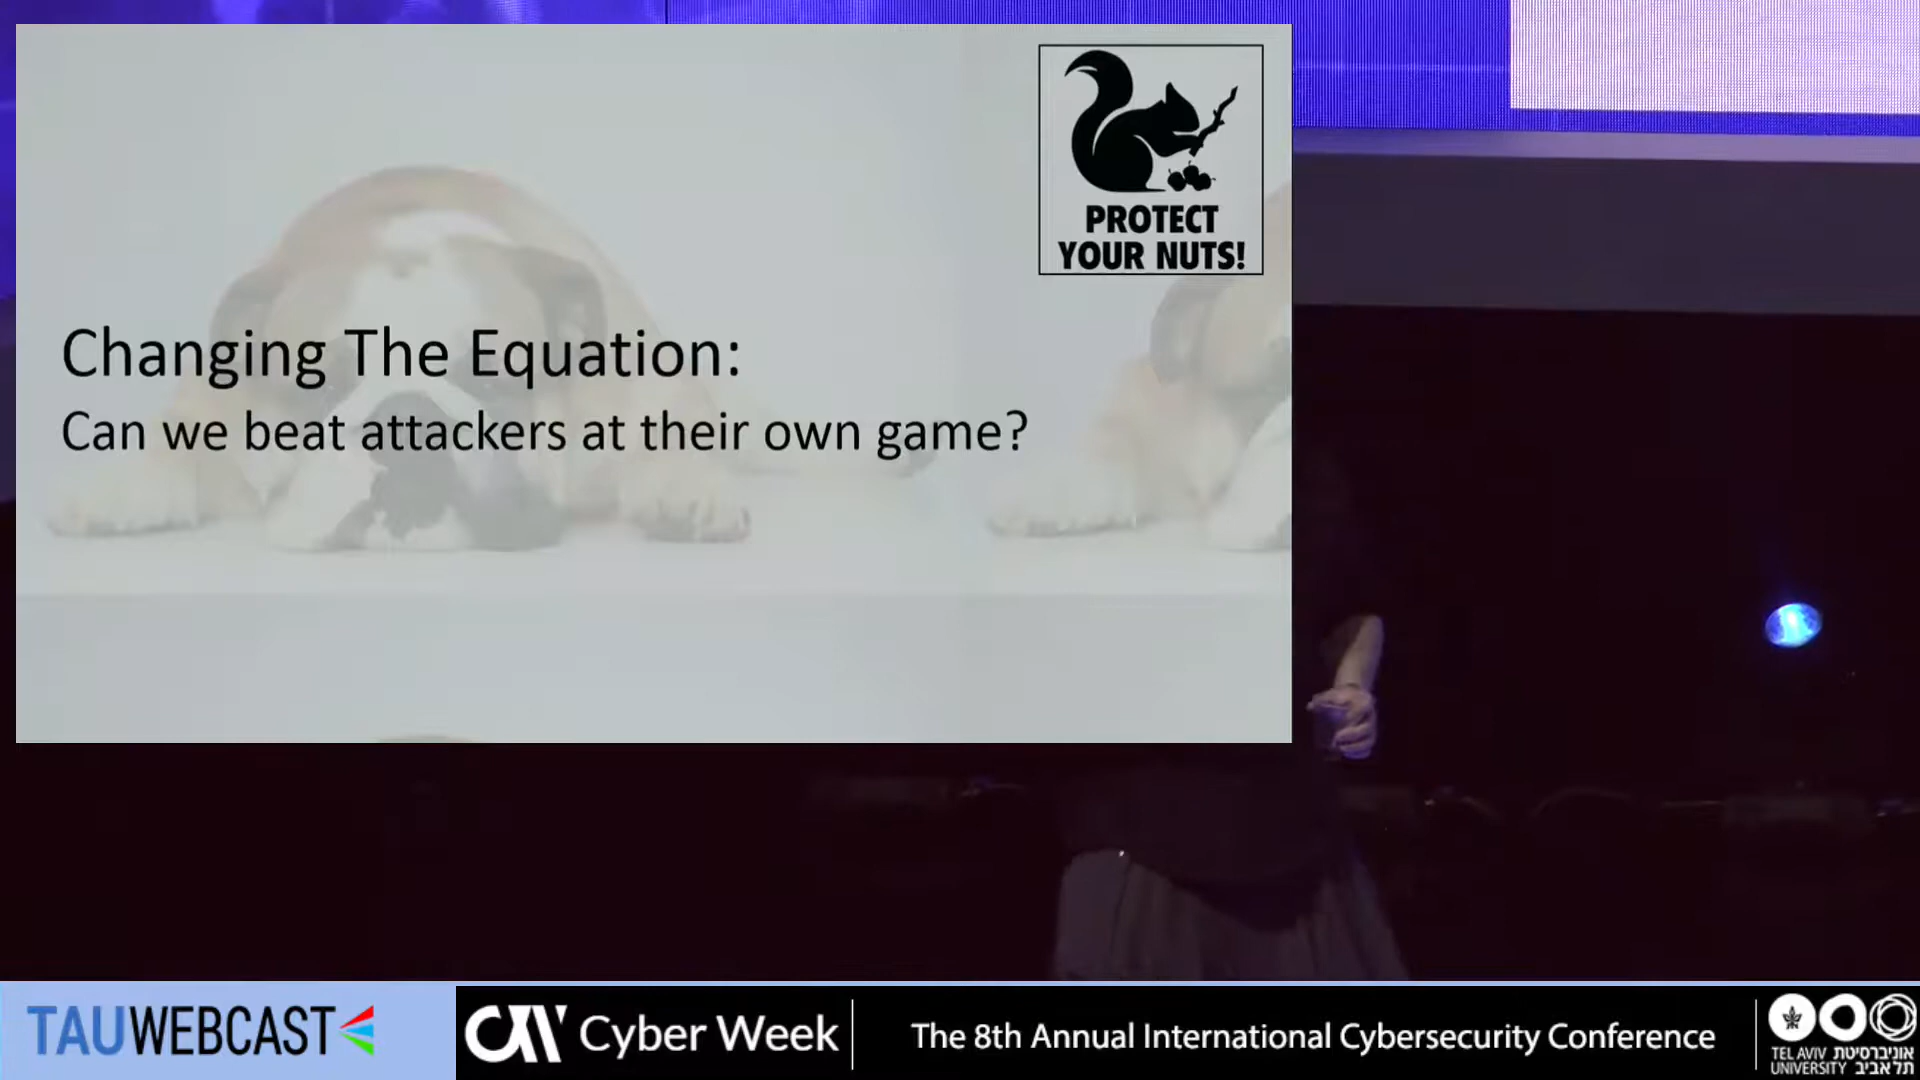 PROTECT
YOUR NUTS!
Changing The Equation:
Can we beat attackers at their own game?
TAUWEBCAST
Cyber Week
The 8th Annual International Cybersecurity Conference
TEL AVIV אוניברסיטת
UNIVERSITY תל אביב